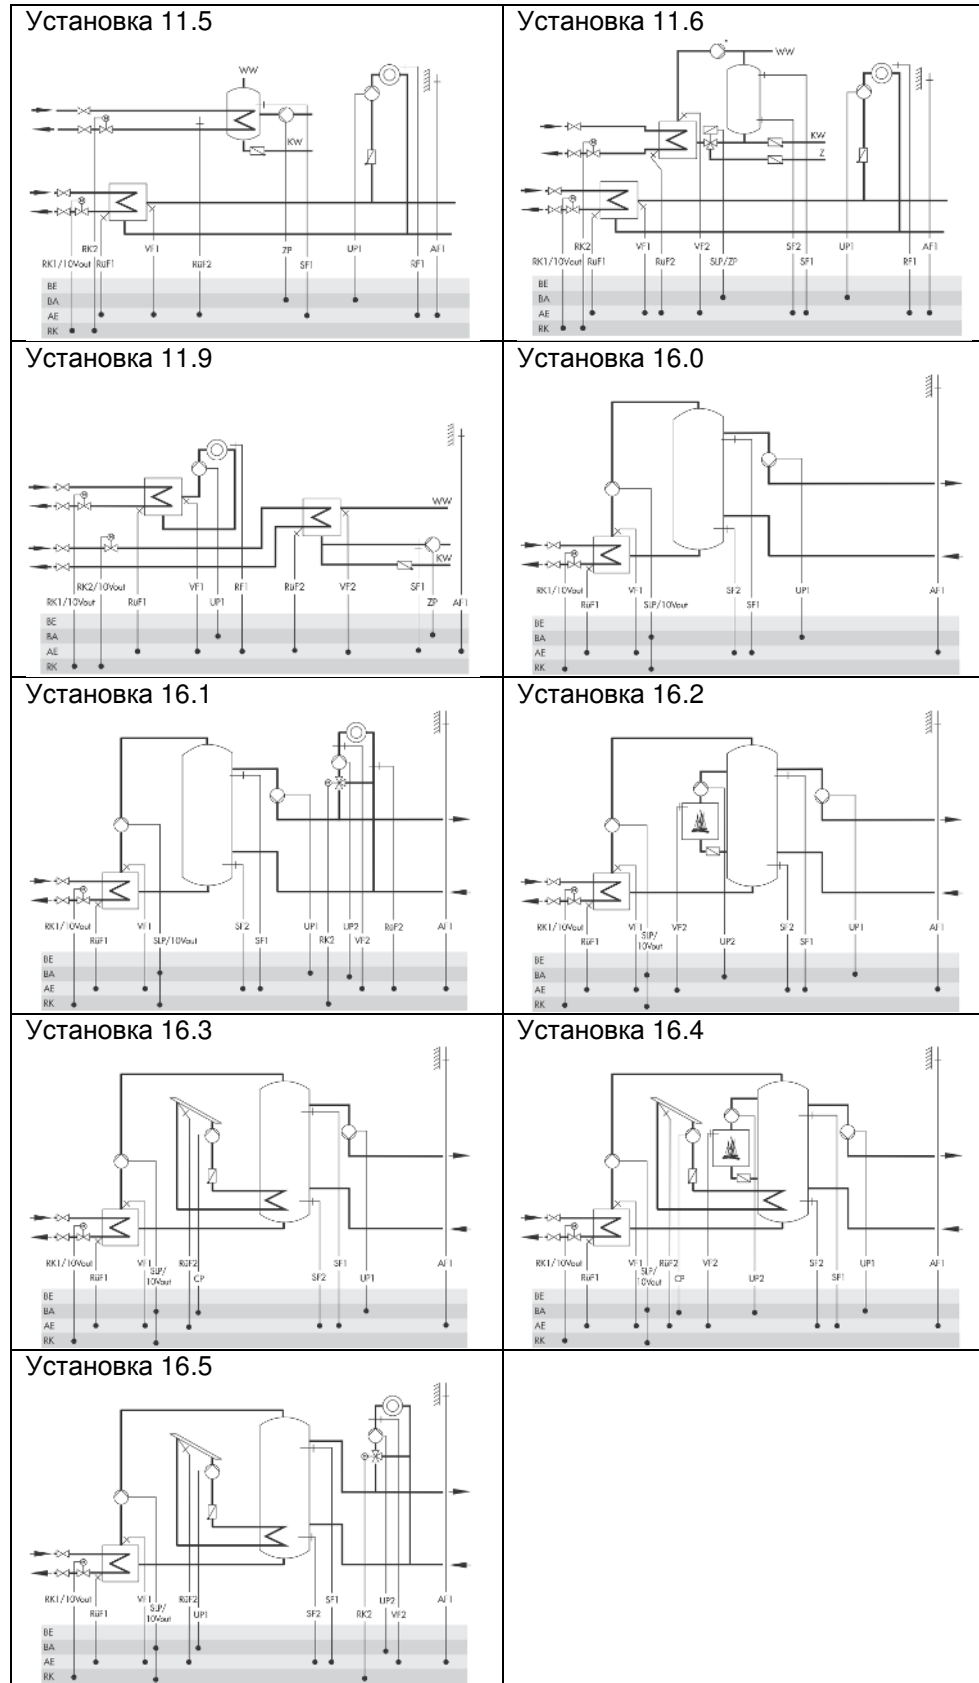 Установка 11.5
WW
KW
RK2
VF1
ZP
UP1
AF1
RK1/10Vout
RüF1
RüF2
SF1
RF1
BE
BA
AE
RK
Установка 11.6
WW
KW
Z
RK2
VF1
VF2
SF2
UP1
AF1
RK1/10Vout
RüF1
RüF2
SLP/ZP
SF1
RF1
BE
BA
AE
RK
Установка 11.9
WW
KW
RK2/10Vout
VF1
RF1
RüF2
VF2
SF1
RK1/10Vout
RüF1
UP1
ZP
AF1
BE
BA
AE
RK
Установка 16.0
RK1/10Vout
VF1
SF2
UP1
AF1
RüF1
SLP/10Vout
SF1
BE
BA
AE
RK
Установка 16.1
RK1/10Vout
VF1
SF2
UP1
UP2
RüF2
AF1
RüF1
SLP/10Vout
SF1
RK2
VF2
BE
BA
AE
RK
Установка 16.2
RK1/10Vout
VF1
VF2
SF2
UP1
AF1
RüF1
SLP/
10Vout
UP2
SF1
BE
BA
AE
RK
Установка 16.3
RK1/10Vout
VF1
RüF2
SF1
AF1
RüF1
SLP/
10Vout
CP
SF2
UP1
BE
BA
AE
RK
Установка 16.4
RK1/10Vout
VF1
RüF2
VF2
SF2
UP1
AF1
RüF1
SLP/
10Vout
CP
UP2
SF1
BE
BA
AE
RK
Установка 16.5
RK1/10Vout
VF1
RüF2
SF1
UP2
AF1
RüF1
SLP/
10Vout
UP1
SF2
RK2
VF2
BE
BA
AE
RK